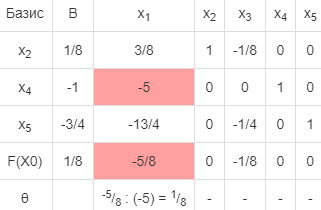 Базис B x₁ x₂ x₃ x₄ x₅
x₂ 1/8 3/8 1 -1/8 0 0
x₄ -1 -5 0 0 1 0
x₅ -3/4 -13/4 0 -1/4 0 1
F(X0) 1/8 -5/8 0 -1/8 0 0
θ -5/8 : (-5) = 1/8 - - - -